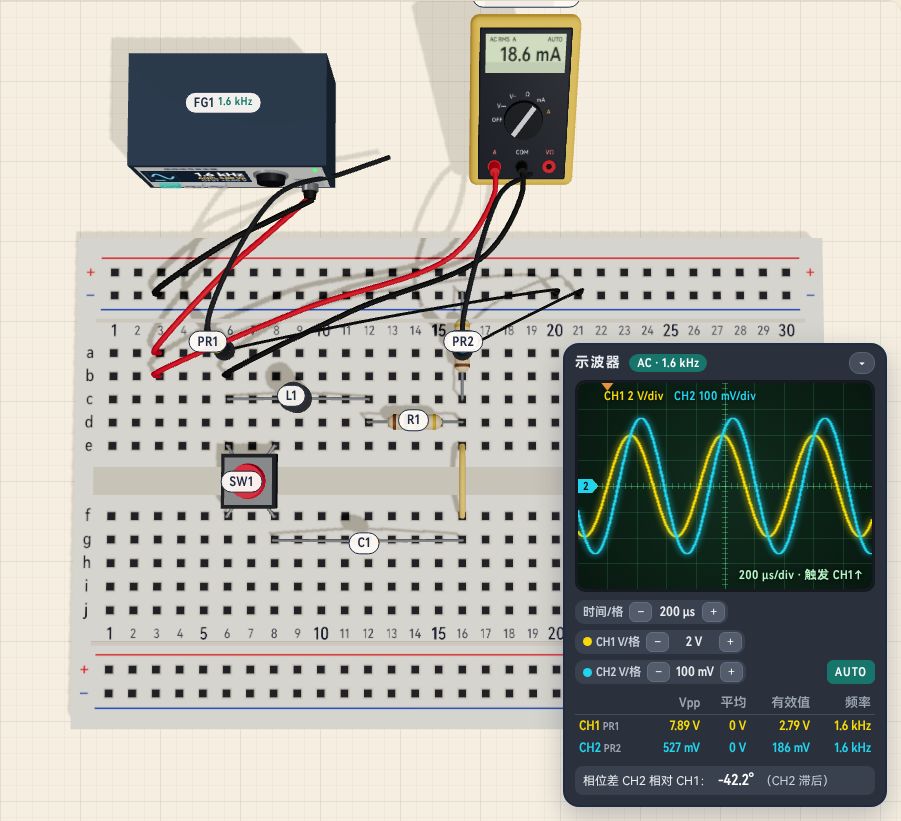 AC RMS A AUTO
18.6 mA
V~ Ω mA
V⎓ A
OFF
A COM VΩ
FG1 1.6 kHz
1.6 kHz
+ +
− −
1 2 3 4 5 6 8 9 10 11 12 13 14 15 16 17 18 19 20 21 22 23 24 25 26 27 28 29 30
a
b
c
d
e
f
g
h
i
j
PR1
PR2
L1
R1
SW1
C1
1 2 3 4 5 6 7 8 9 10 11 12 13 14 15 16 17 18 19 20
+
−
示波器 AC · 1.6 kHz
CH1 2 V/div CH2 100 mV/div
2
200 µs/div · 触发 CH1↑
时间/格 − 200 µs +
CH1 V/格 − 2 V +
CH2 V/格 − 100 mV + AUTO
Vpp 平均 有效值 频率
CH1 PR1 7.89 V 0 V 2.79 V 1.6 kHz
CH2 PR2 527 mV 0 V 186 mV 1.6 kHz
相位差 CH2 相对 CH1： -42.2° （CH2 滞后）